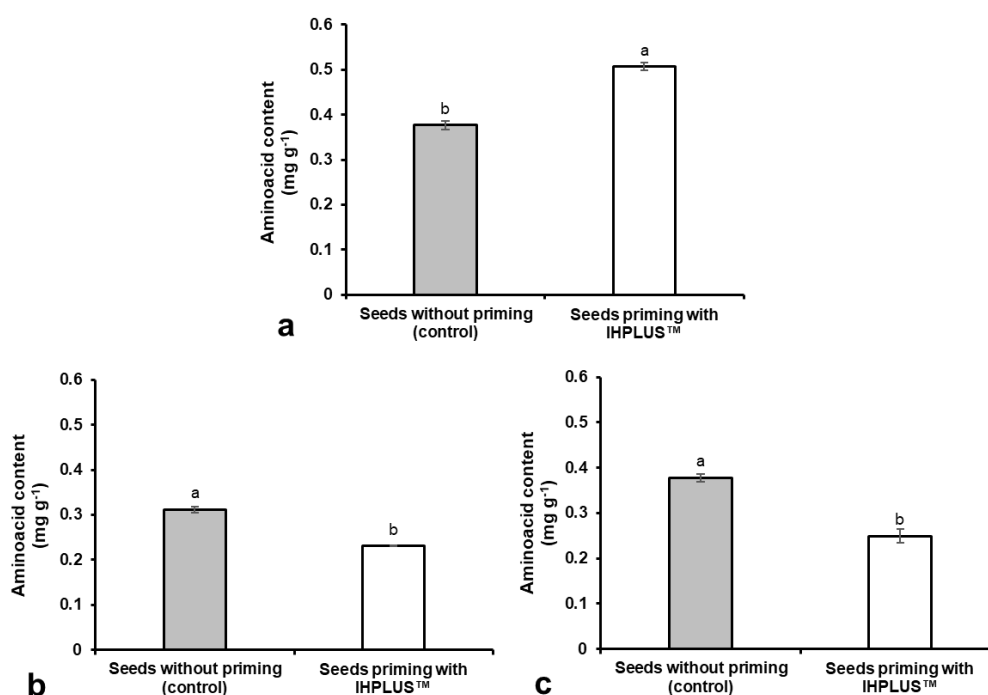 Aminoacid content
(mg g-1)
0.6
0.5
0.4
0.3
0.2
0.1
0
b
a
Seeds without priming
(control)
Seeds priming with
IHPLUS™
a
Aminoacid content
(mg g-1)
0.6
0.5
0.4
0.3
0.2
0.1
0
a
b
Seeds without priming
(control)
Seeds priming with
IHPLUS™
b
Aminoacid content
(mg g-1)
0.6
0.5
0.4
0.3
0.2
0.1
0
a
b
Seeds without priming
(control)
Seeds priming with
IHPLUS™
c